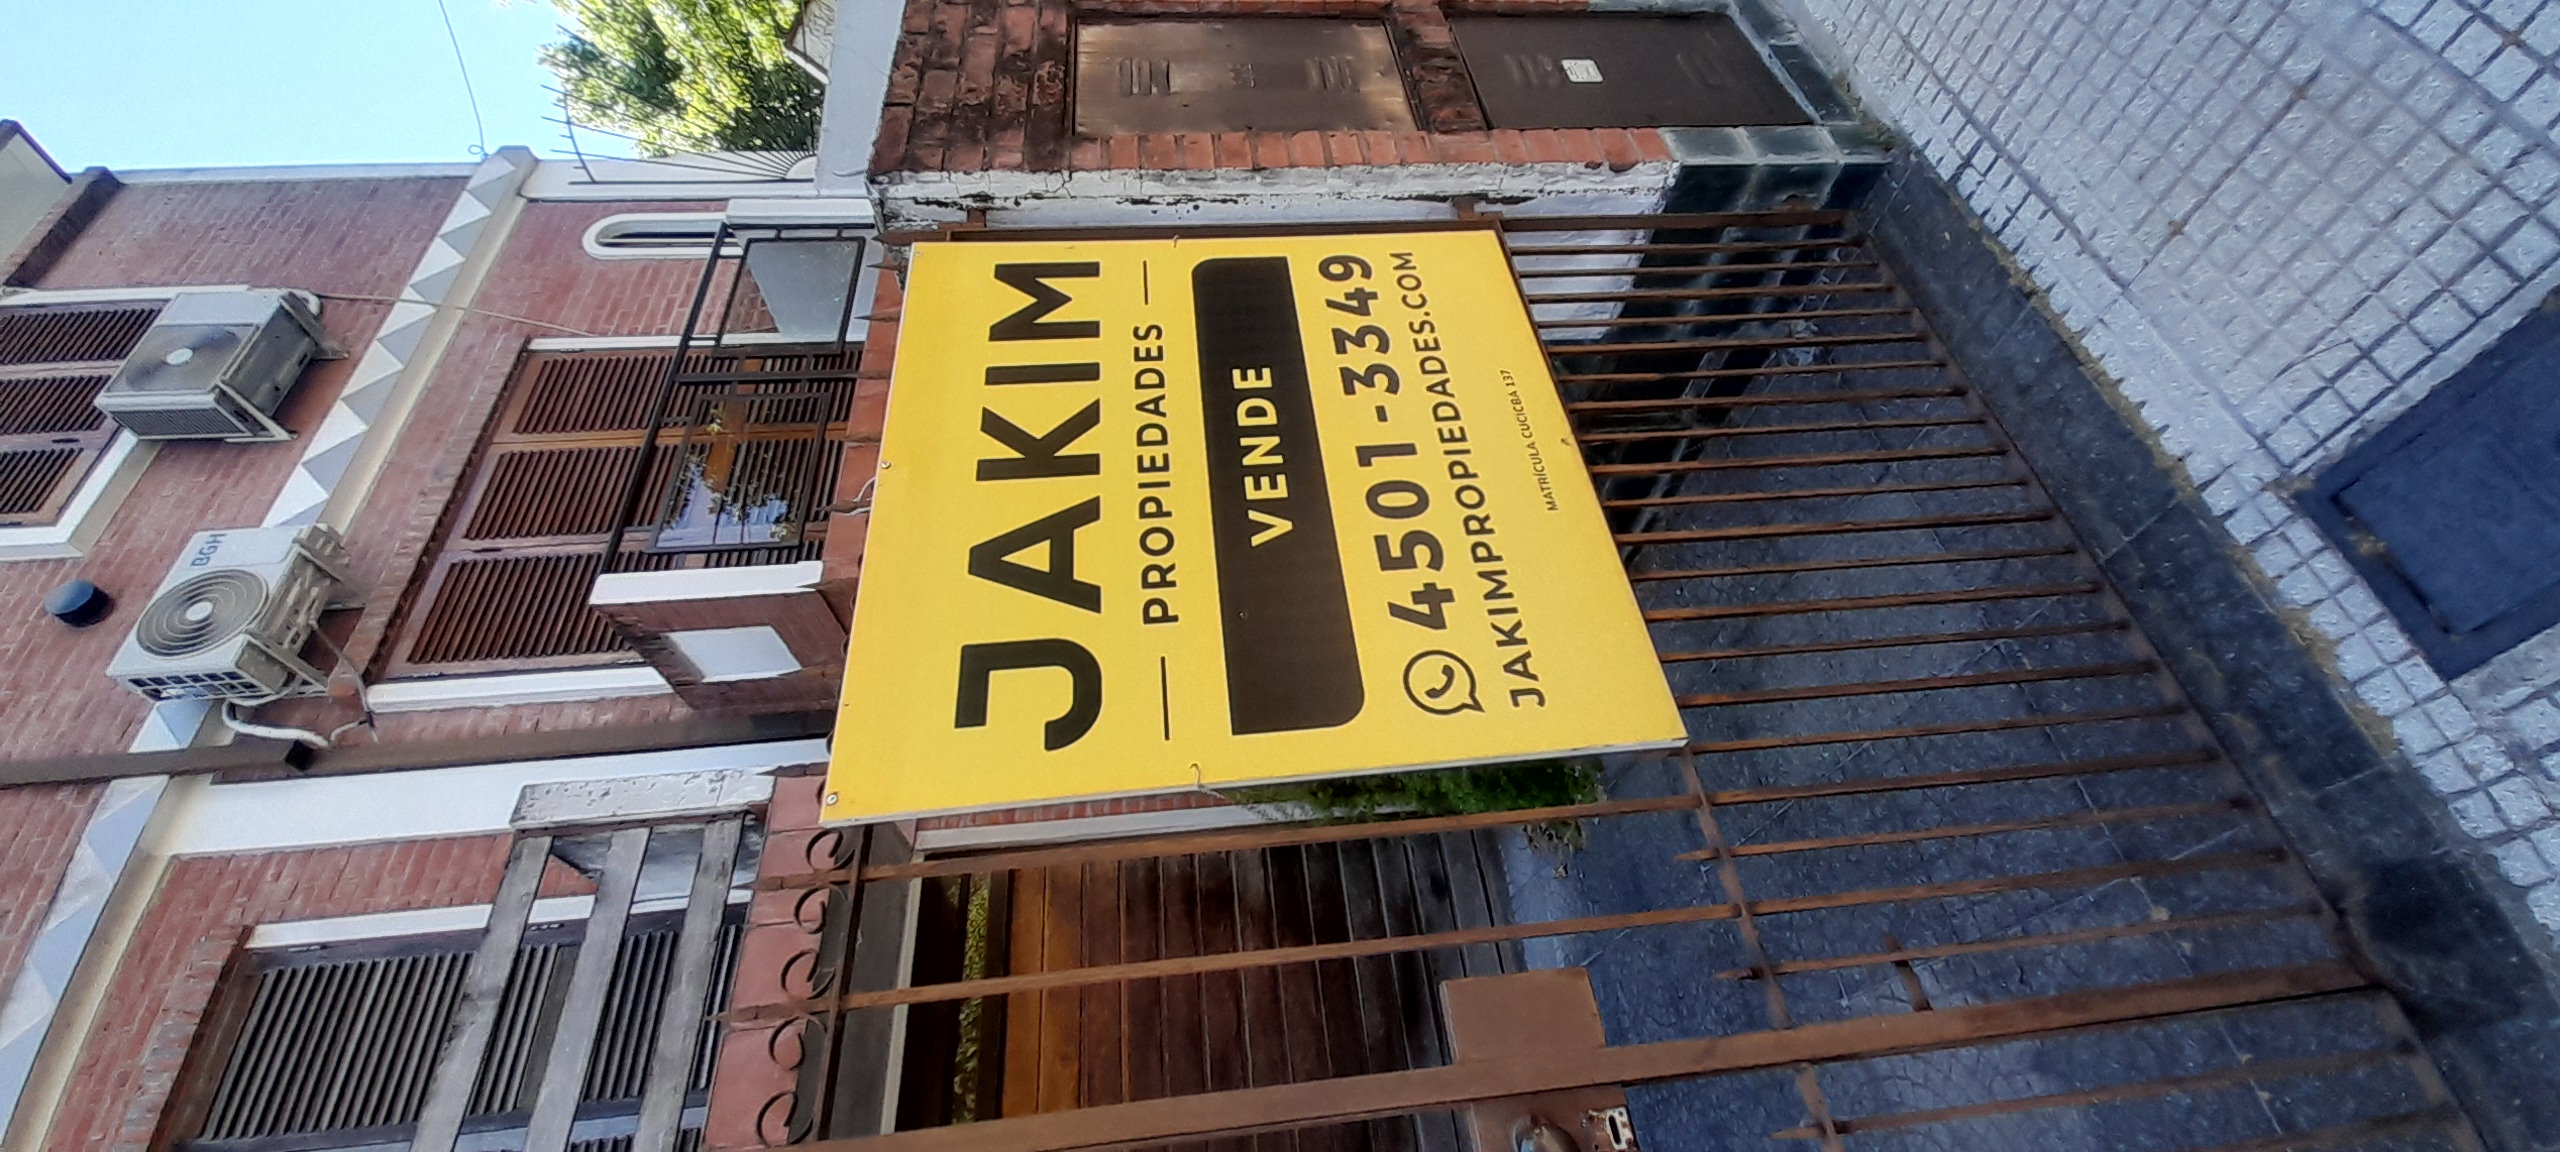 JAKIM
PROPIEDADES
VENDE
4501-3349
JAKIMPROPIEDADES.COM
MATRÍCULA CUCICBA 137
BGH